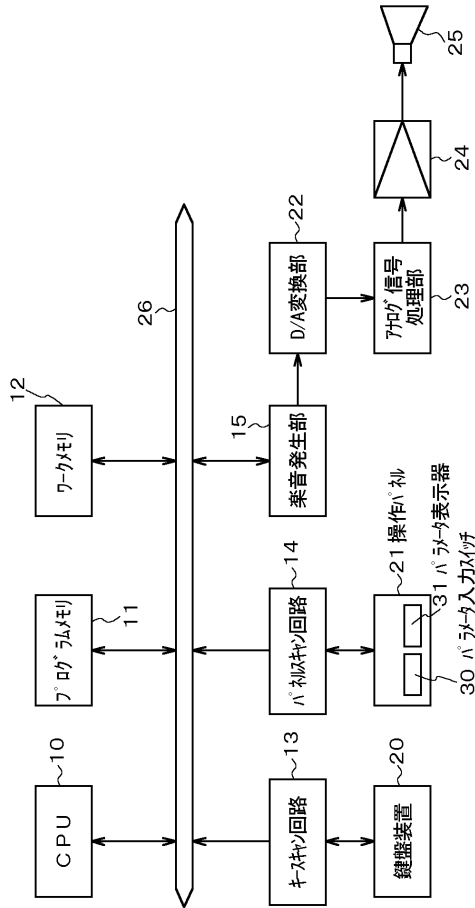 10
CPU
11
プログラムメモリ
12
ワークメモリ
26
13
キースキャン回路
14
パネルスキャン回路
15
楽音発生部
22
D/A変換部
20
鍵盤装置
21 操作パネル
31 パラメータ表示器
30 パラメータ入力スイッチ
アナログ信号
処理部
23
24
25